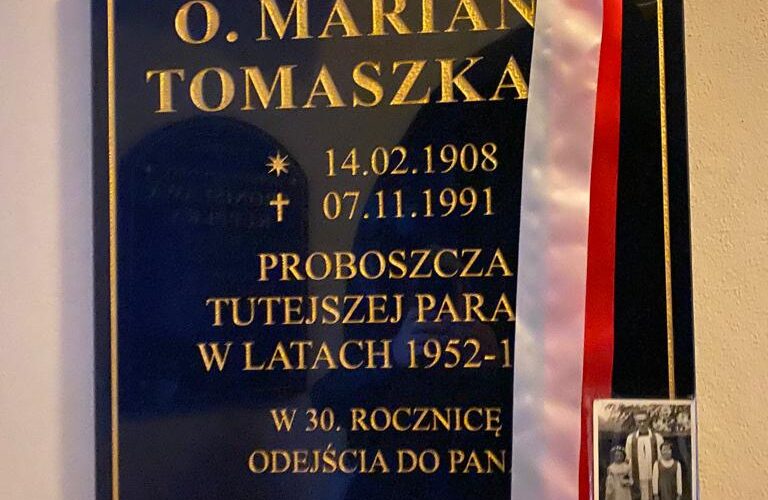 O. MARIAN
TOMASZKA
✴ 14.02.1908
✝ 07.11.1991
PROBOSZCZA
TUTEJSZEJ PARA
W LATACH 1952-1
W 30. ROCZNICĘ
ODEJŚCIA DO PANA